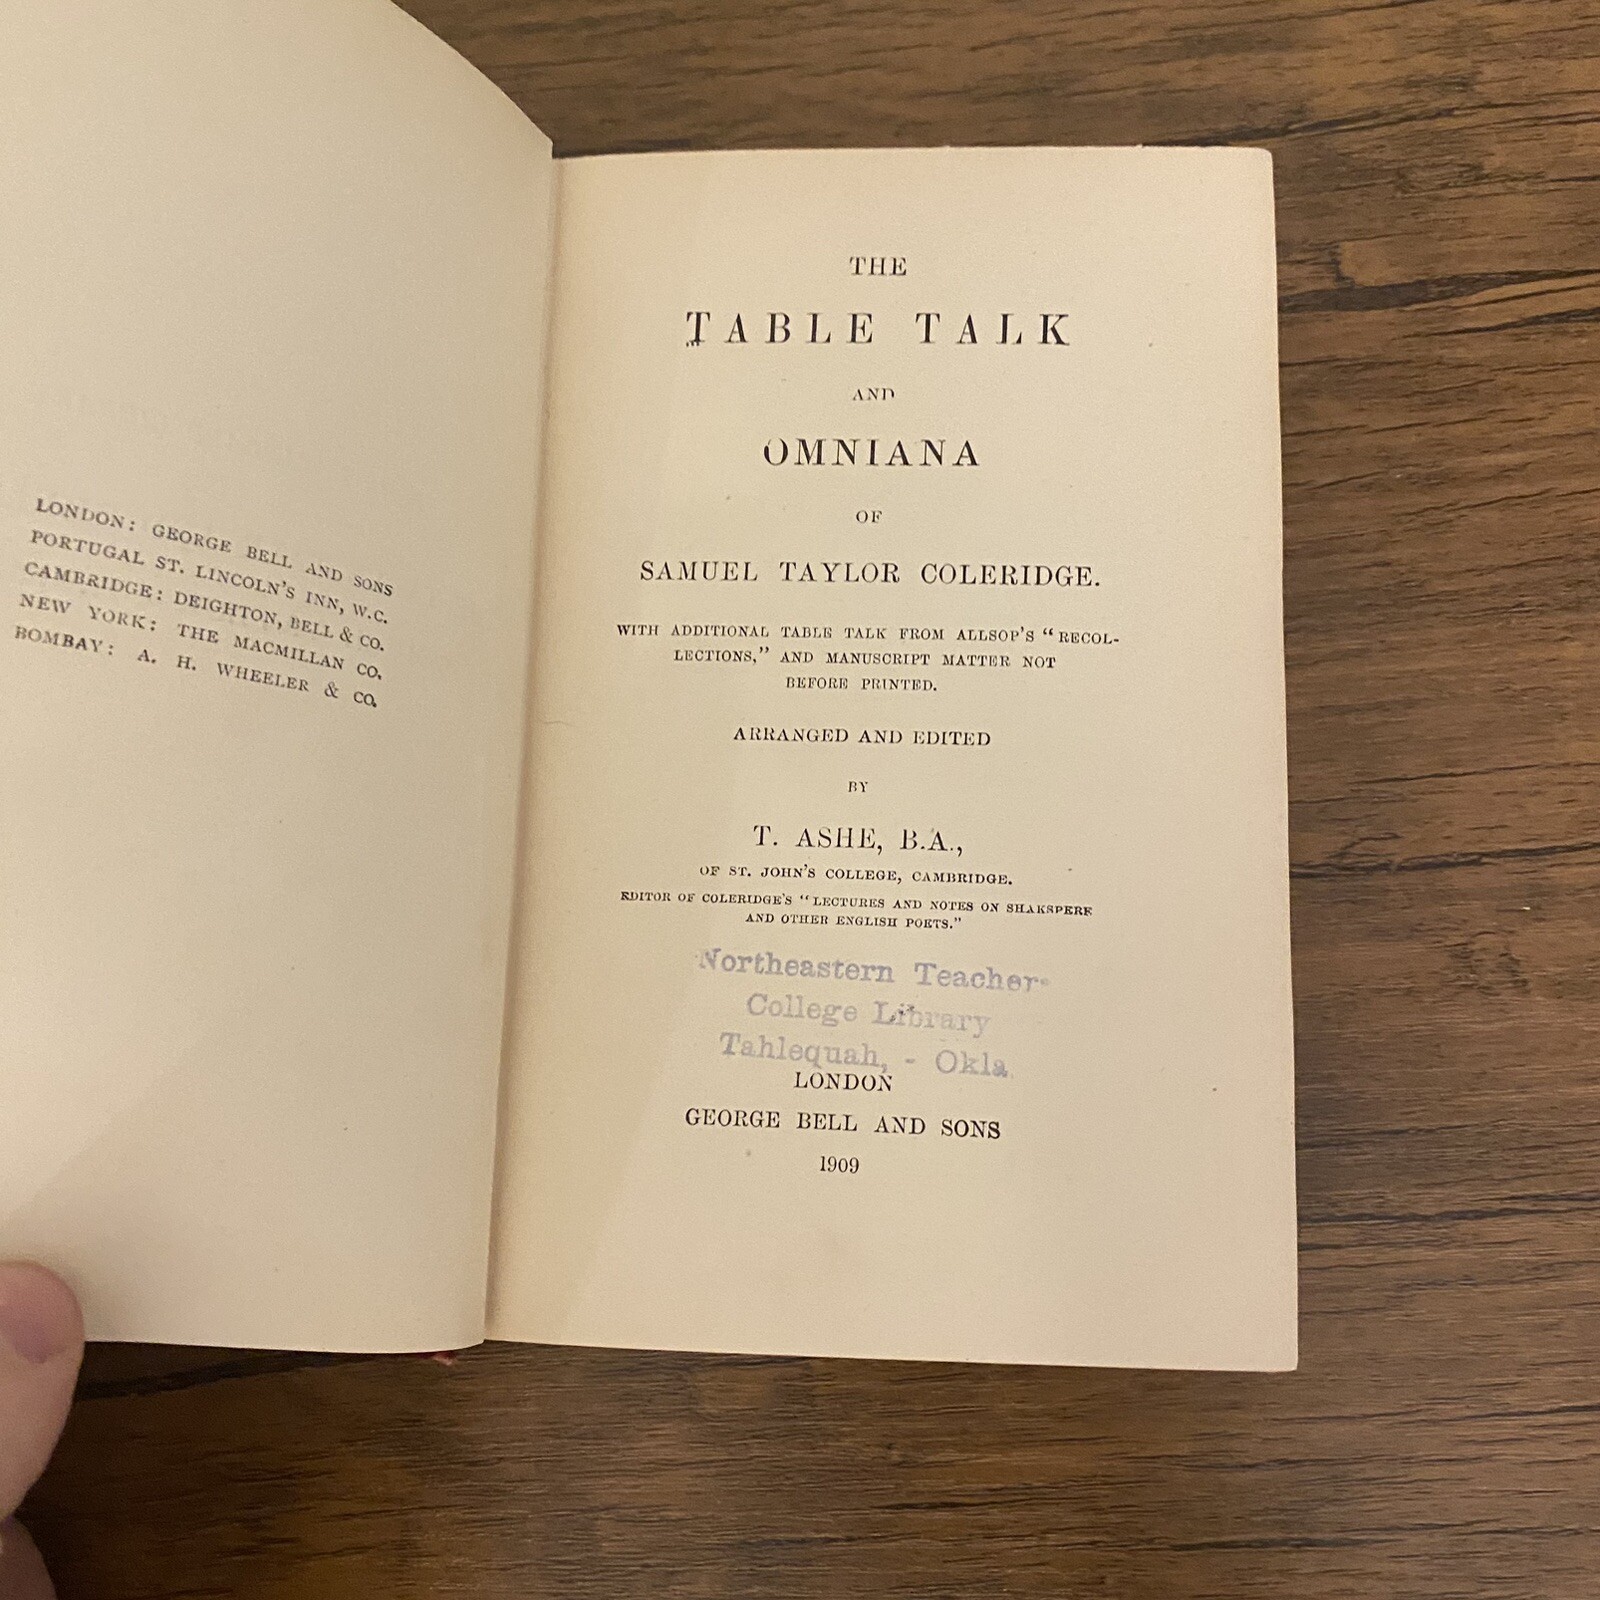 LONDON: GEORGE BELL AND SONS
PORTUGAL ST. LINCOLN'S INN, W.C.
CAMBRIDGE: DEIGHTON, BELL & CO.
NEW YORK: THE MACMILLAN CO.
BOMBAY: A. H. WHEELER & CO.
THE
TABLE TALK
AND
OMNIANA
OF
SAMUEL TAYLOR COLERIDGE.
WITH ADDITIONAL TABLE TALK FROM ALLSOP'S "RECOL-
LECTIONS," AND MANUSCRIPT MATTER NOT
BEFORE PRINTED.
ARRANGED AND EDITED
BY
T. ASHE, B.A.,
OF ST. JOHN'S COLLEGE, CAMBRIDGE.
EDITOR OF COLERIDGE'S "LECTURES AND NOTES ON SHAKSPERE
AND OTHER ENGLISH POETS."
Northeastern Teachers
College Library
Tahlequah, - Okla.
LONDON
GEORGE BELL AND SONS
1909